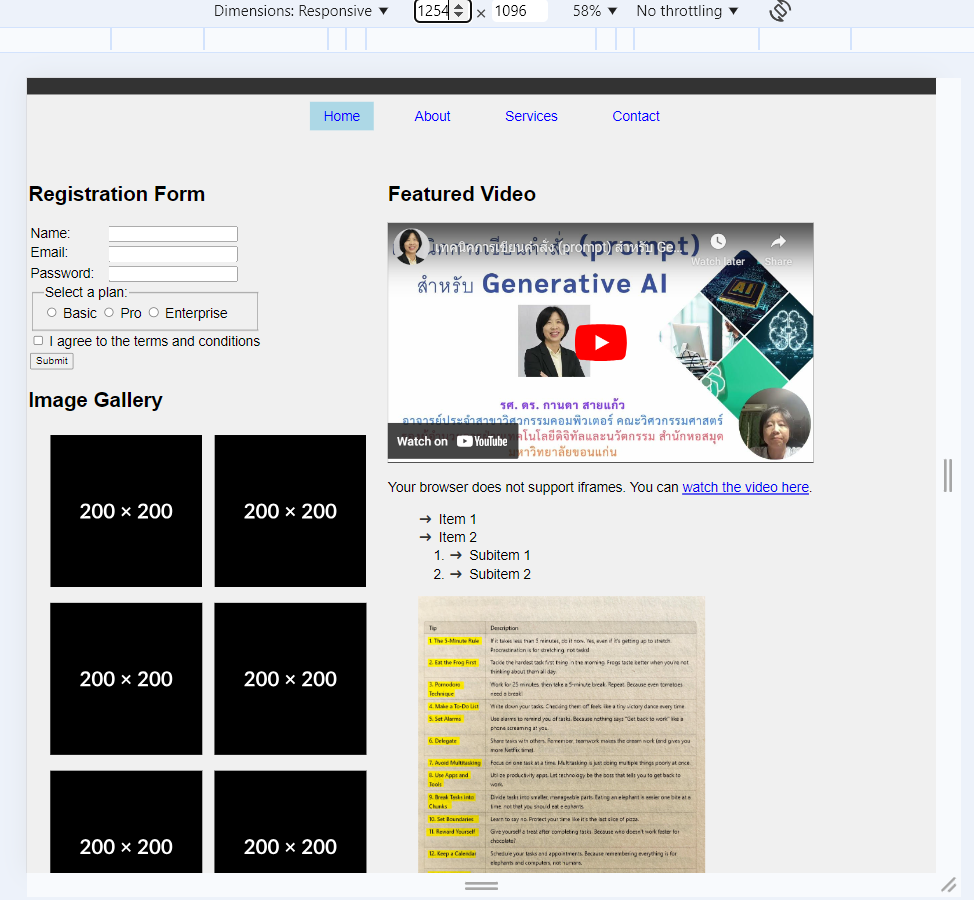 Dimensions: Responsive ▼ 1254 × 1096 58% ▼ No throttling ▼
Home About Services Contact
Registration Form
Name:
Email:
Password:
Select a plan:
Basic Pro Enterprise
I agree to the terms and conditions
Submit
Image Gallery
200 × 200 200 × 200
200 × 200 200 × 200
200 × 200 200 × 200
Featured Video
เทคนิคการเขียนคำสั่ง (prompt) สำหรับ Ge...
Watch later Share
(prompt)
สำหรับ Generative AI
รศ. ดร. กานดา สายแก้ว
อาจารย์ประจำสาขาวิศวกรรมคอมพิวเตอร์ คณะวิศวกรรมศาสตร์
เทคโนโลยีดิจิทัลและนวัตกรรม สำนักหอสมุด
มหาวิทยาลัยขอนแก่น
Watch on YouTube
Your browser does not support iframes. You can watch the video here.
→ Item 1
→ Item 2
1. → Subitem 1
2. → Subitem 2
Tip Description
1. The 5-Minute Rule If it takes less than 5 minutes, do it now. Yes, even if it's getting up to stretch.
Procrastination is for stretching, not tasks!
2. Eat the Frog First Tackle the hardest task first thing in the morning. Frogs taste better when you're not
thinking about them all day.
3. Pomodoro Work for 25 minutes, then take a 5-minute break. Repeat. Because even tomatoes
Technique need a break!
4. Make a To-Do List Write down your tasks. Checking them off feels like a tiny victory dance every time.
5. Set Alarms Use alarms to remind you of tasks. Because nothing says "Get back to work" like a
phone screaming at you.
6. Delegate Share tasks with others. Remember, teamwork makes the dream work (and gives you
more Netflix time).
7. Avoid Multitasking Focus on one task at a time. Multitasking is just doing multiple things poorly at once.
8. Use Apps and Utilize productivity apps. Let technology be the boss that tells you to get back to
Tools work.
9. Break Tasks into Divide tasks into smaller, manageable parts. Eating an elephant is easier one bite at a
Chunks time, not that you should eat elephants.
10. Set Boundaries Learn to say no. Protect your time like it's the last slice of pizza.
11. Reward Yourself Give yourself a treat after completing tasks. Because who doesn't work faster for
chocolate?
12. Keep a Calendar Schedule your tasks and appointments. Because remembering everything is for
elephants and computers, not humans.